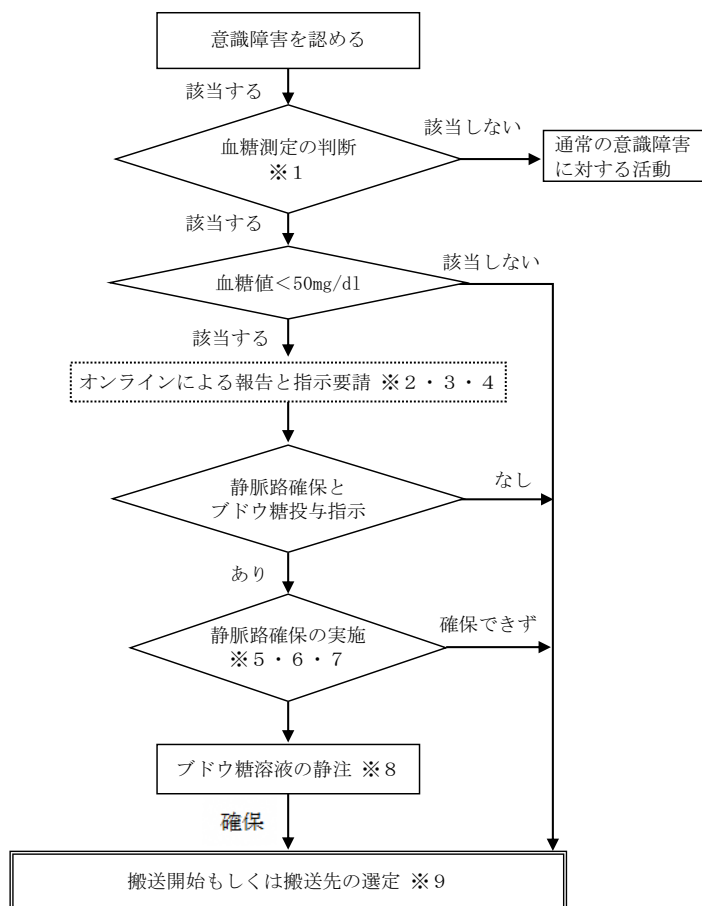 意識障害を認める
該当する
該当しない
血糖測定の判断
※1
通常の意識障害
に対する活動
該当する
該当しない
血糖値<50mg/dl
該当する
オンラインによる報告と指示要請 ※2・3・4
静脈路確保と
ブドウ糖投与指示
なし
あり
静脈路確保の実施
※5・6・7
確保できず
ブドウ糖溶液の静注 ※8
確保
搬送開始もしくは搬送先の選定 ※9